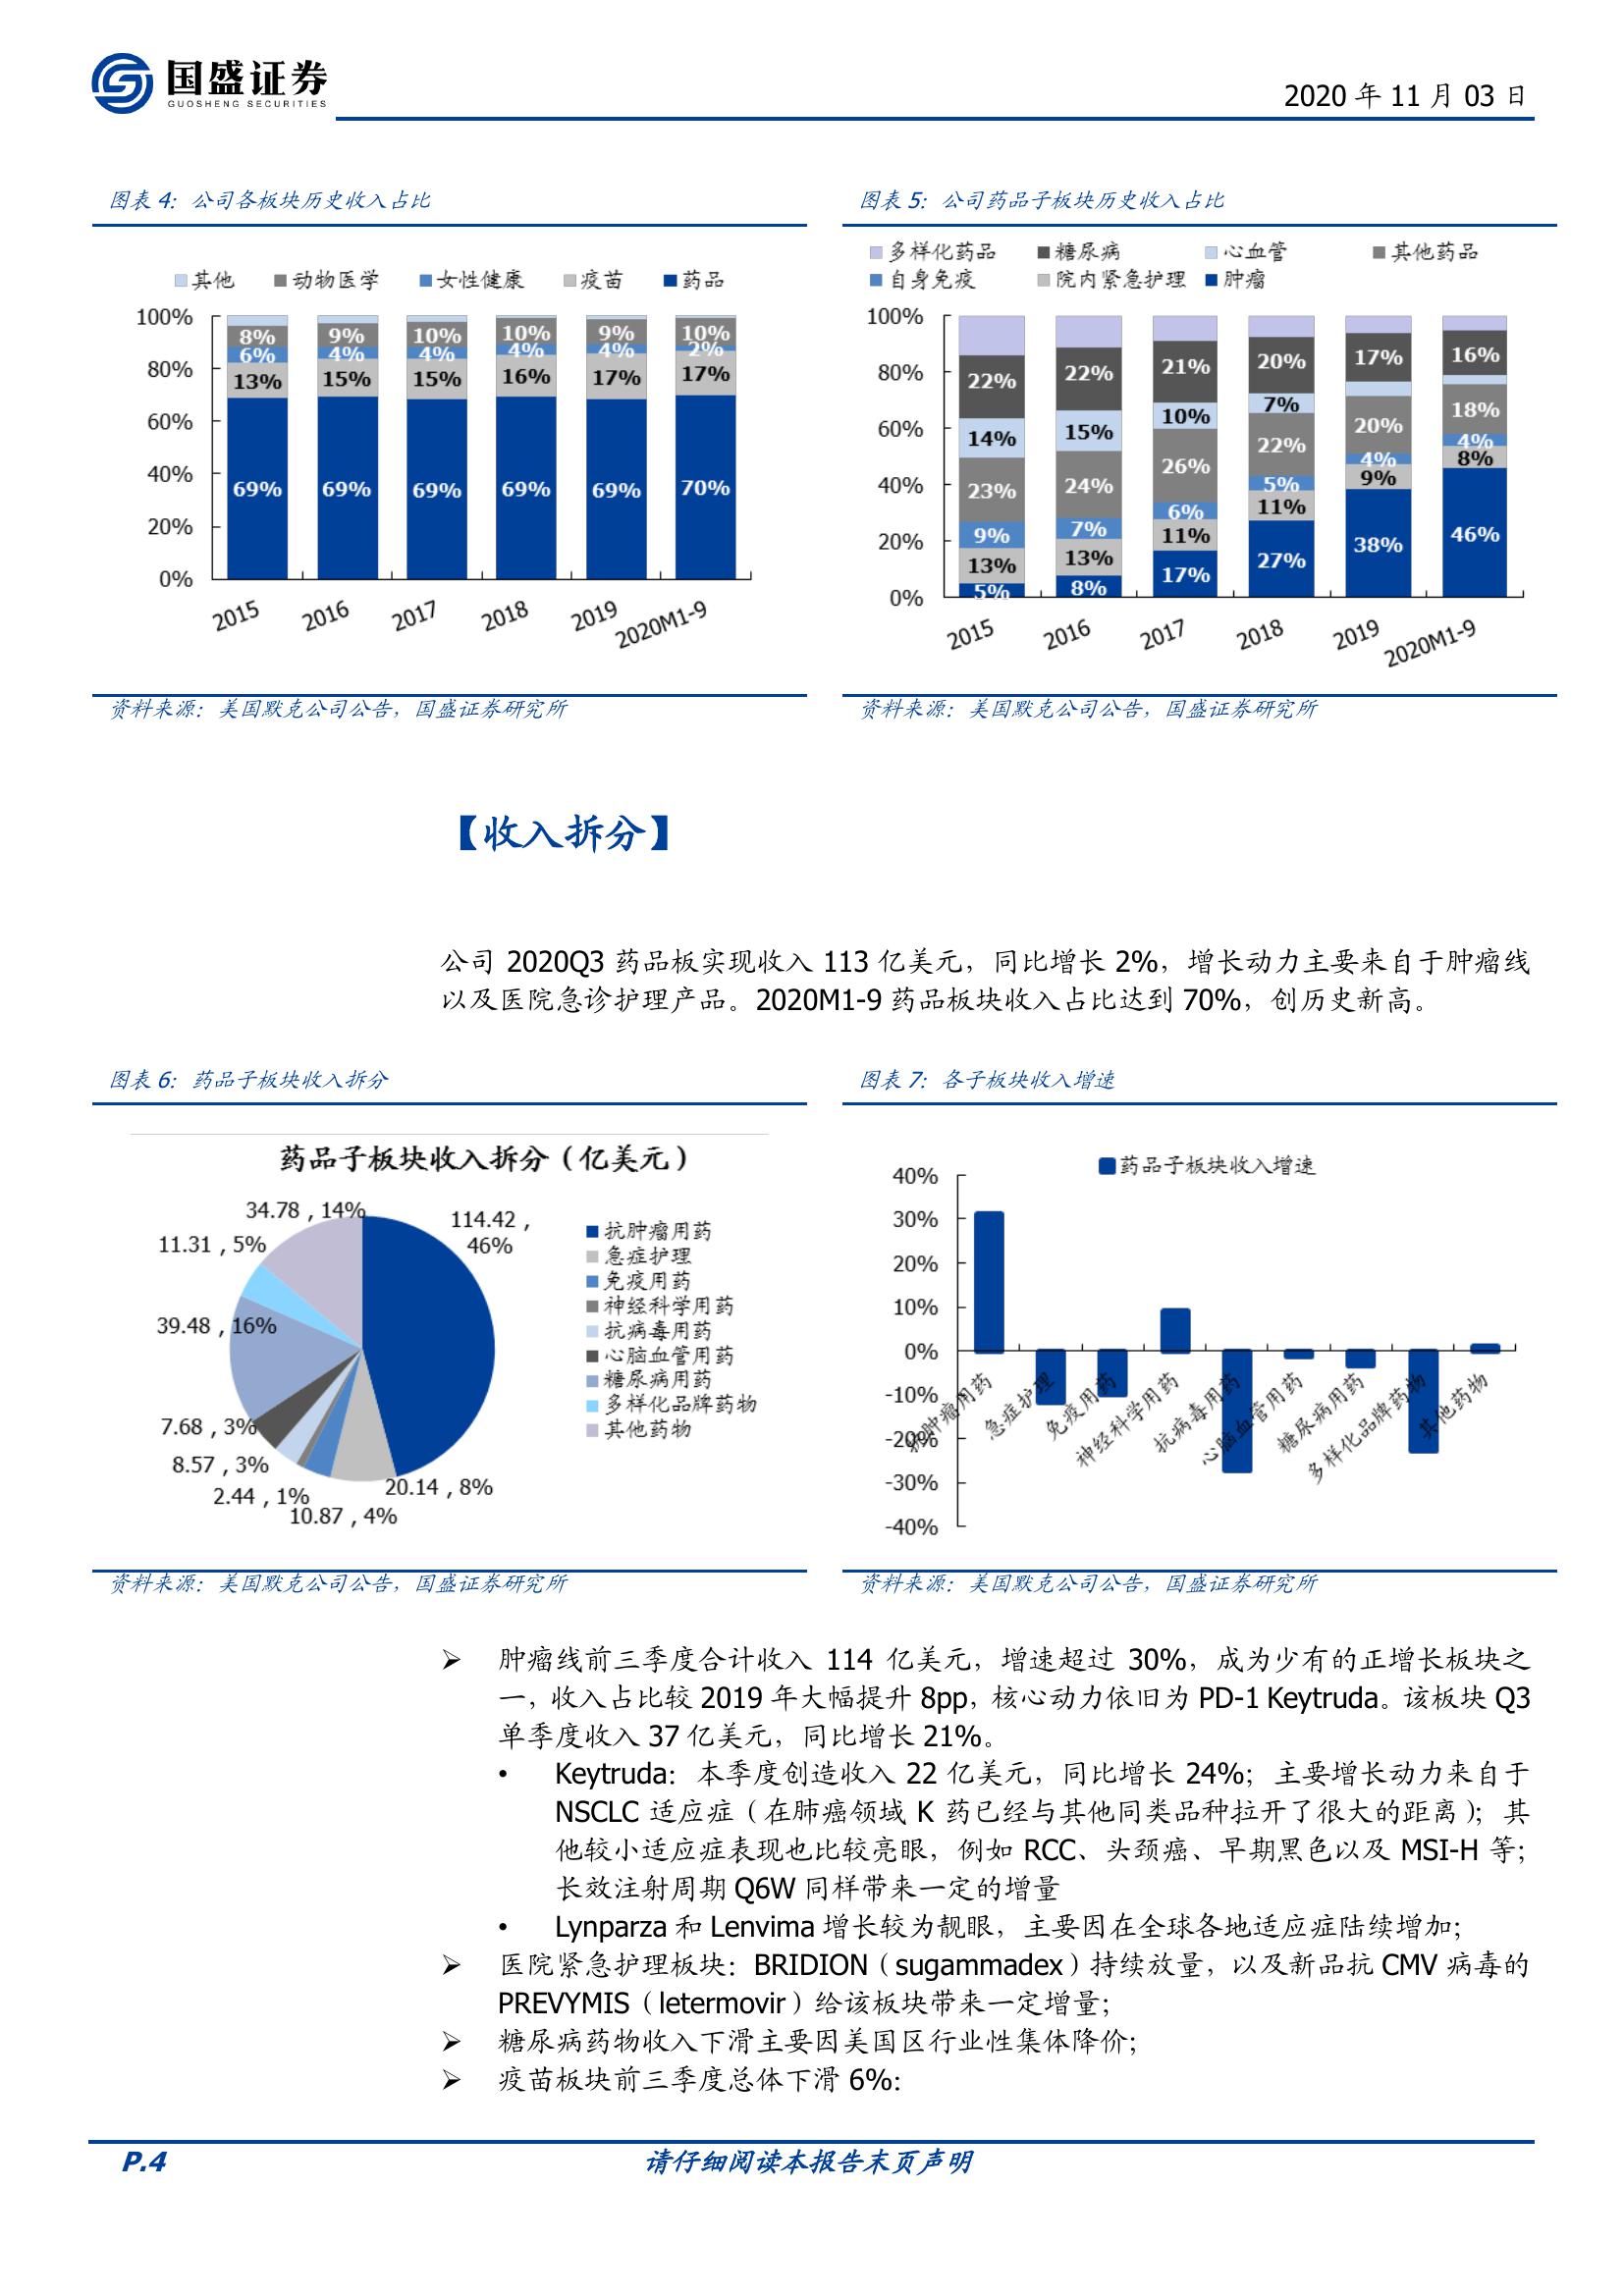 国盛证券
GUOSHENG SECURITIES
2020 年 11 月 03 日
图表 4：公司各板块历史收入占比
其他 动物医学 女性健康 疫苗 药品
100%
80%
60%
40%
20%
0%
8% 9% 10% 10% 9% 10%
6% 4% 4% 4% 4% 2%
13% 15% 15% 16% 17% 17%
69% 69% 69% 69% 69% 70%
2015 2016 2017 2018 2019 2020M1-9
资料来源：美国默克公司公告，国盛证券研究所
图表 5：公司药品子板块历史收入占比
多样化药品 糖尿病 心血管 其他药品
自身免疫 院内紧急护理 肿瘤
100%
80%
60%
40%
20%
0%
22% 22% 21% 20% 17% 16%
14% 15% 10% 7%
23% 24% 26% 22% 20% 18%
9% 7% 6% 5% 4% 4%
13% 13% 11% 11% 9% 8%
5% 8% 17% 27% 38% 46%
2015 2016 2017 2018 2019 2020M1-9
资料来源：美国默克公司公告，国盛证券研究所
【收入拆分】
公司 2020Q3 药品板实现收入 113 亿美元，同比增长 2%，增长动力主要来自于肿瘤线
以及医院急诊护理产品。2020M1-9 药品板块收入占比达到 70%，创历史新高。
图表 6：药品子板块收入拆分
药品子板块收入拆分（亿美元）
34.78 , 14%
114.42 ,
46%
11.31 , 5%
39.48 , 16%
7.68 , 3%
8.57 , 3%
2.44 , 1%
10.87 , 4%
20.14 , 8%
抗肿瘤用药
急症护理
免疫用药
神经科学用药
抗病毒用药
心脑血管用药
糖尿病用药
多样化品牌药物
其他药物
资料来源：美国默克公司公告，国盛证券研究所
图表 7：各子板块收入增速
药品子板块收入增速
40%
30%
20%
10%
0%
-10%
-20%
-30%
-40%
抗肿瘤用药 急症护理 免疫用药 神经科学用药 抗病毒用药 心脑血管用药 糖尿病用药 多样化品牌药物 其他药物
资料来源：美国默克公司公告，国盛证券研究所
➢ 肿瘤线前三季度合计收入 114 亿美元，增速超过 30%，成为少有的正增长板块之
一，收入占比较 2019 年大幅提升 8pp，核心动力依旧为 PD-1 Keytruda。该板块 Q3
单季度收入 37 亿美元，同比增长 21%。
• Keytruda：本季度创造收入 22 亿美元，同比增长 24%；主要增长动力来自于
NSCLC 适应症（在肺癌领域 K 药已经与其他同类品种拉开了很大的距离）；其
他较小适应症表现也比较亮眼，例如 RCC、头颈癌、早期黑色以及 MSI-H 等；
长效注射周期 Q6W 同样带来一定的增量
• Lynparza 和 Lenvima 增长较为靓眼，主要因在全球各地适应症陆续增加；
➢ 医院紧急护理板块：BRIDION（sugammadex）持续放量，以及新品抗 CMV 病毒的
PREVYMIS（letermovir）给该板块带来一定增量；
➢ 糖尿病药物收入下滑主要因美国区行业性集体降价；
➢ 疫苗板块前三季度总体下滑 6%：
P.4
请仔细阅读本报告末页声明